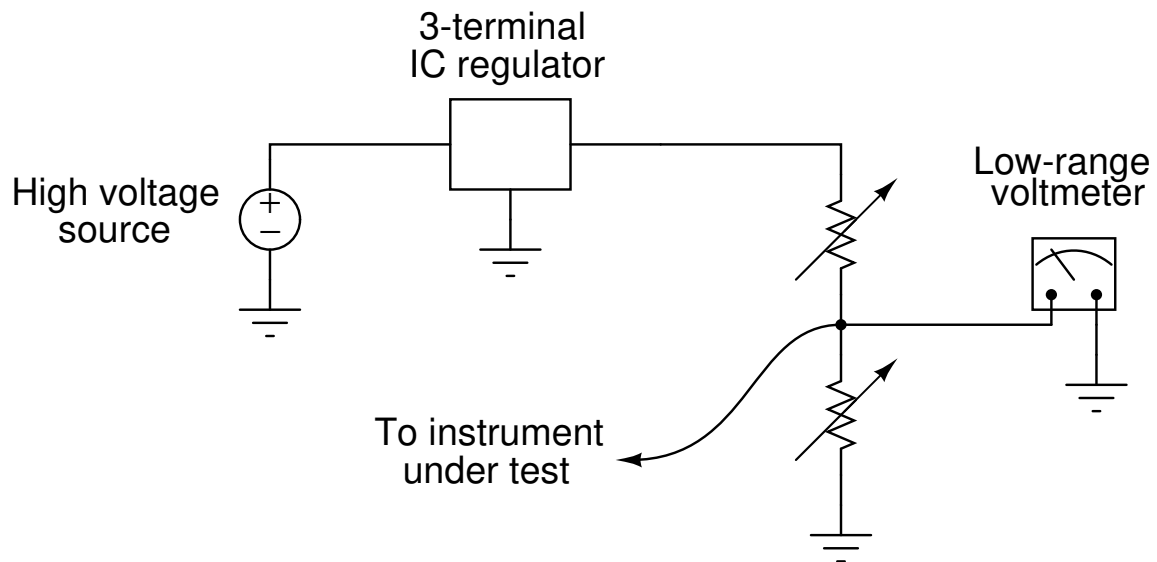 3-terminal
IC regulator
High voltage
source
+
−
Low-range
voltmeter
To instrument
under test